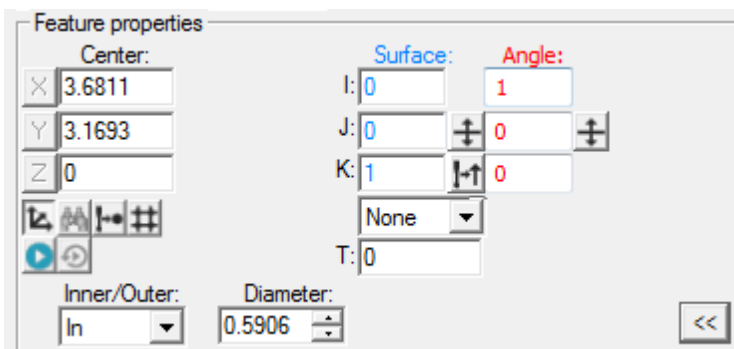 Feature properties
Center: Surface: Angle:
X 3.6811 I: 0 1
Y 3.1693 J: 0 0
Z 0 K: 1 0
None
T: 0
Inner/Outer: Diameter:
In 0.5906 <<